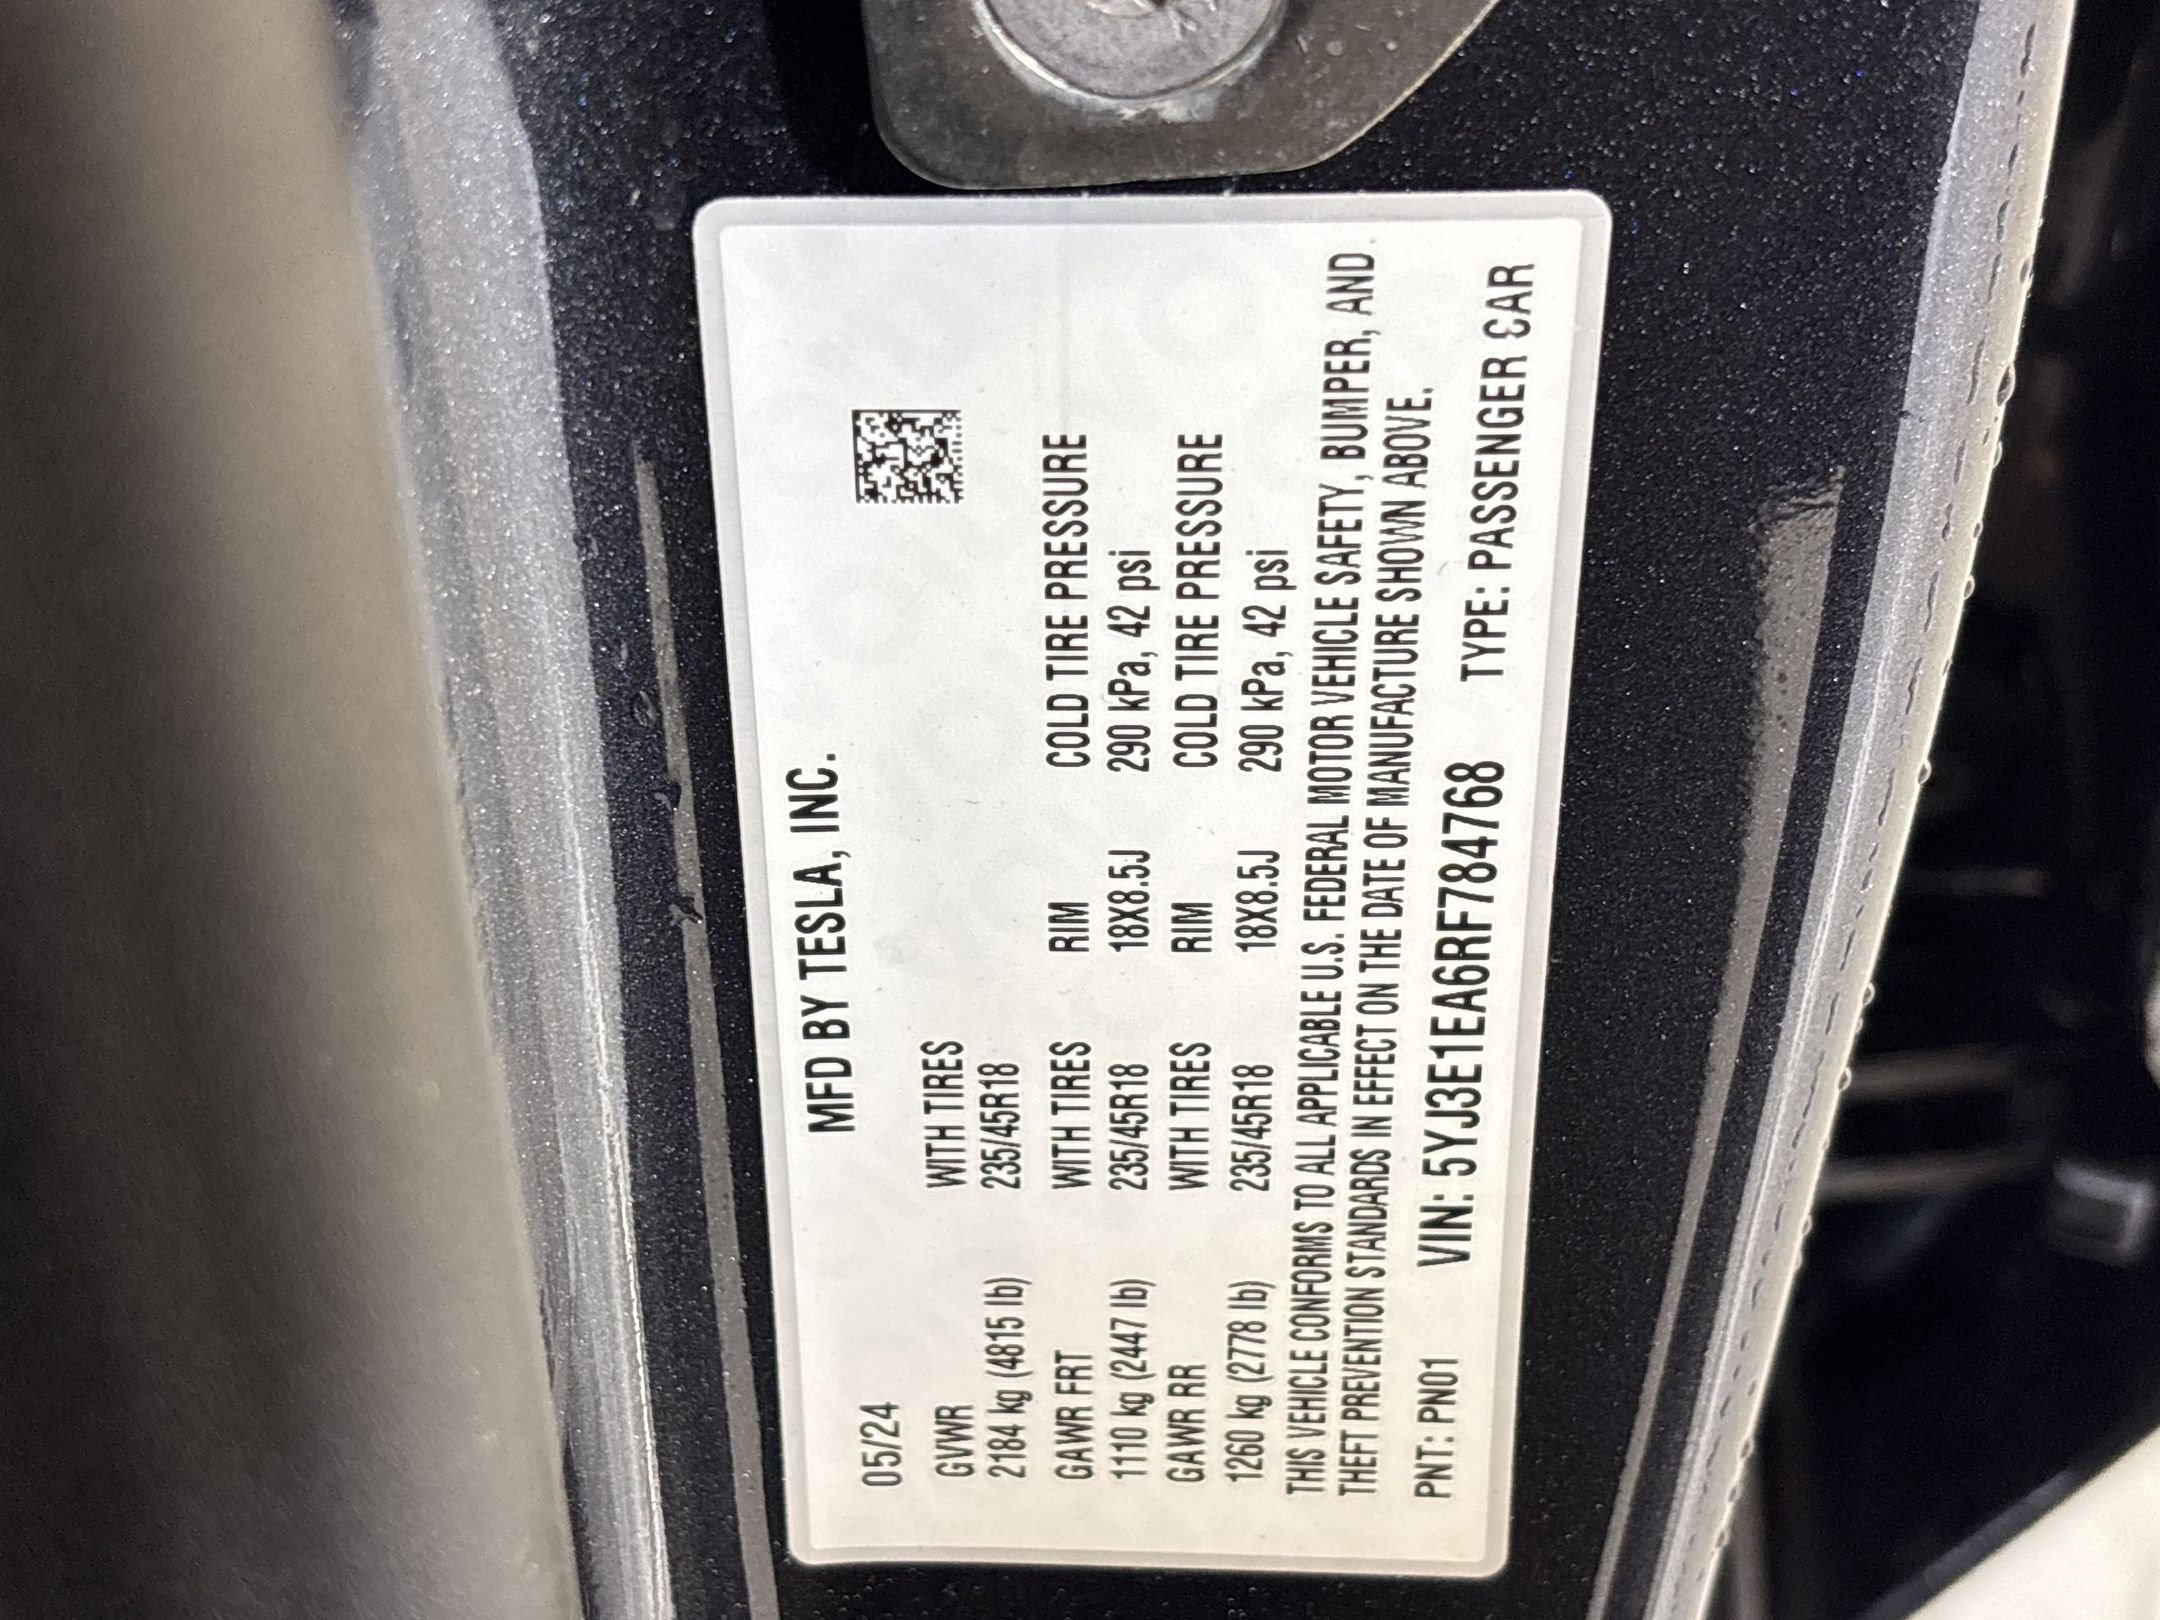 MFD BY TESLA, INC.
05/24
GVWR WITH TIRES
2184 kg (4815 lb) 235/45R18
GAWR FRT WITH TIRES RIM COLD TIRE PRESSURE
1110 kg (2447 lb) 235/45R18 18X8.5J 290 kPa, 42 psi
GAWR RR WITH TIRES RIM COLD TIRE PRESSURE
1260 kg (2778 lb) 235/45R18 18X8.5J 290 kPa, 42 psi
THIS VEHICLE CONFORMS TO ALL APPLICABLE U.S. FEDERAL MOTOR VEHICLE SAFETY, BUMPER, AND
THEFT PREVENTION STANDARDS IN EFFECT ON THE DATE OF MANUFACTURE SHOWN ABOVE.
PNT: PN01 VIN: 5YJ3E1EA6RF784768 TYPE: PASSENGER CAR